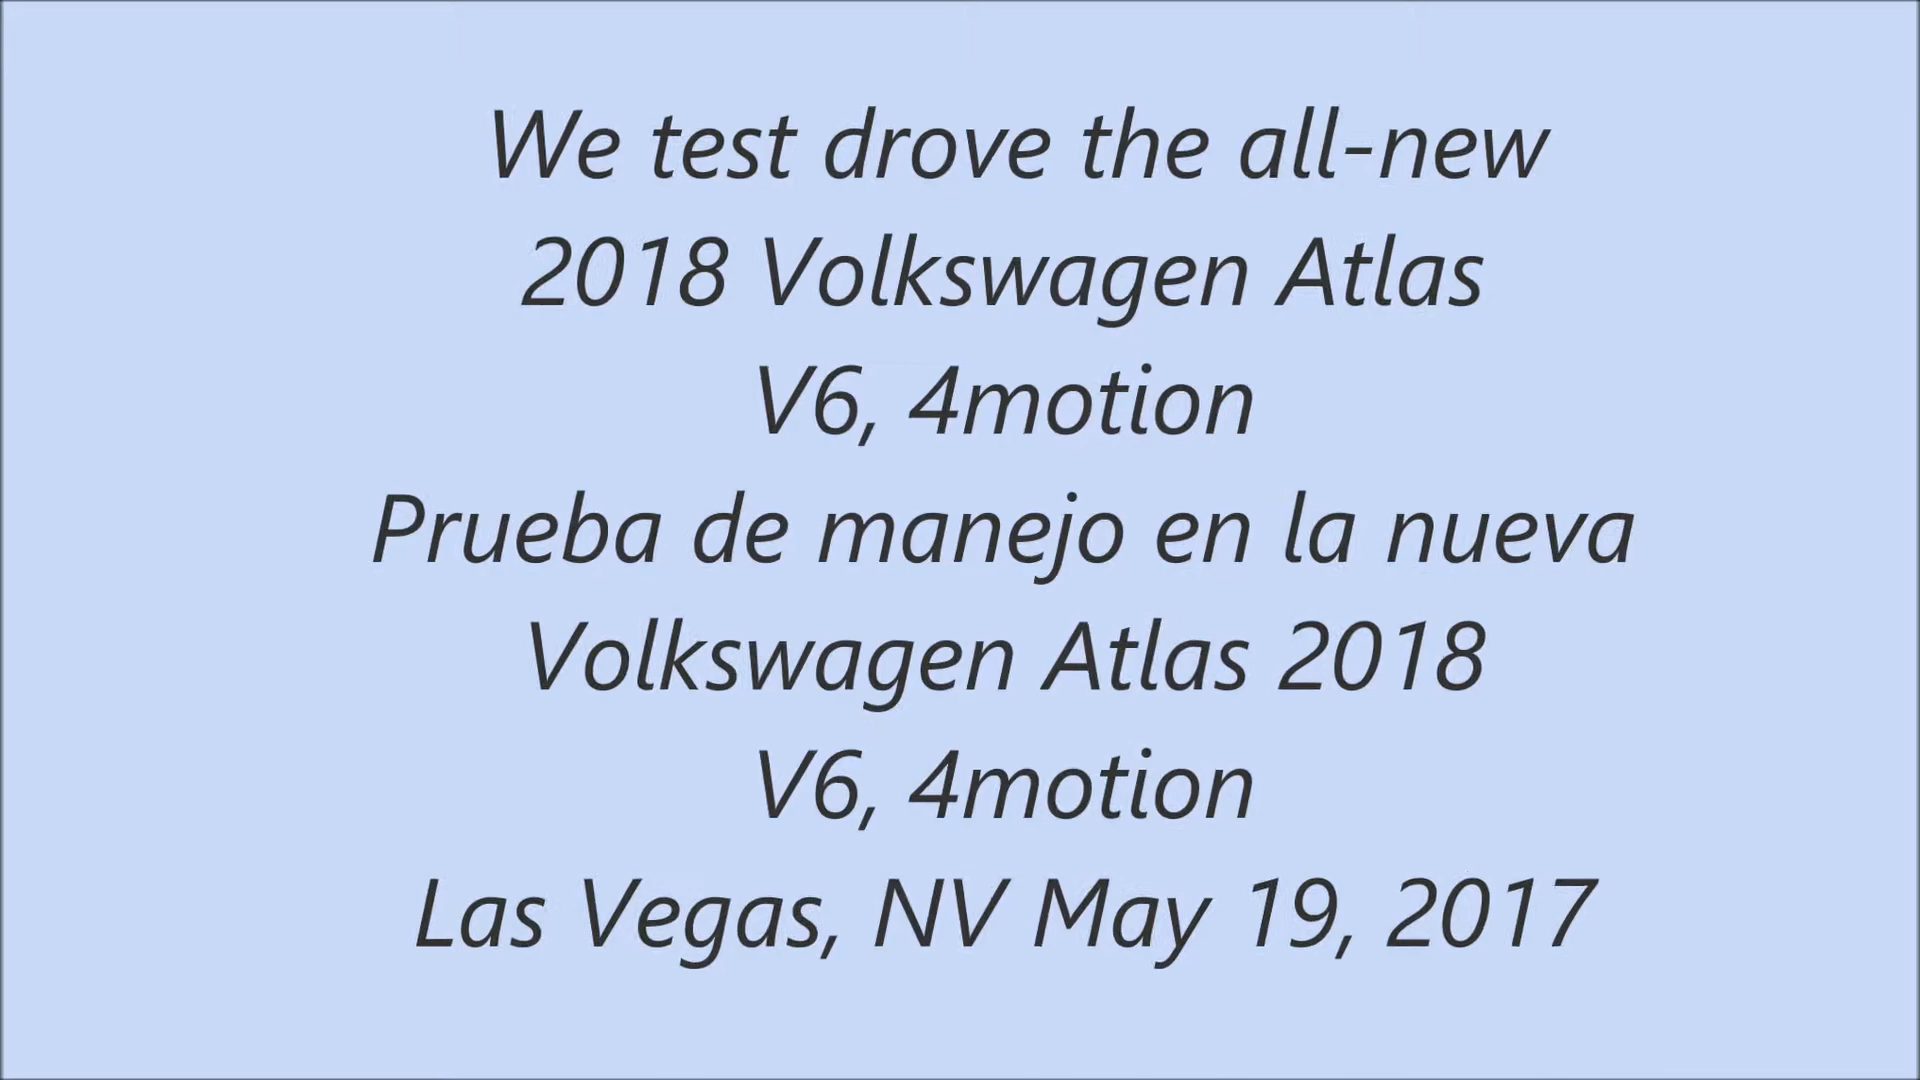 We test drove the all-new
2018 Volkswagen Atlas
V6, 4motion
Prueba de manejo en la nueva
Volkswagen Atlas 2018
V6, 4motion
Las Vegas, NV May 19, 2017